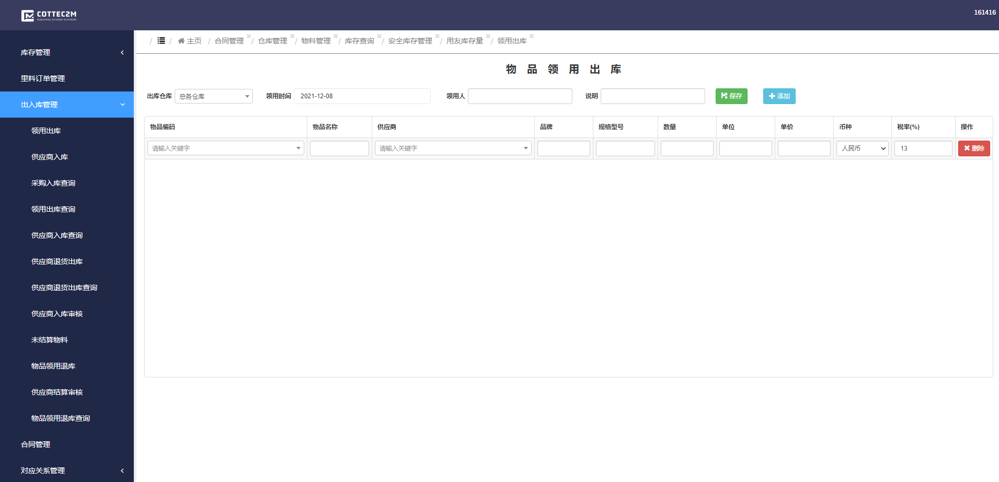 COTTEC2M
INDUSTRIAL INTERNET PLATFORM
161416
库存管理
里料订单管理
出入库管理
领用出库
供应商入库
采购入库查询
领用出库查询
供应商入库查询
供应商退货出库
供应商退货出库查询
供应商入库审核
未结算物料
物品领用退库
供应商结算审核
物品领用退库查询
合同管理
对应关系管理
/ / 主页 / 合同管理 / 仓库管理 / 物料管理 / 库存查询 / 安全库存管理 / 用友库存量 / 领用出库
物 品 领 用 出 库
出库仓库 总务仓库 领用时间 2021-12-08 领用人 说明 保存 添加
物品编码 物品名称 供应商 品牌 规格型号 数量 单位 单价 币种 税率(%) 操作
请输入关键字 请输入关键字 人民币 13 删除